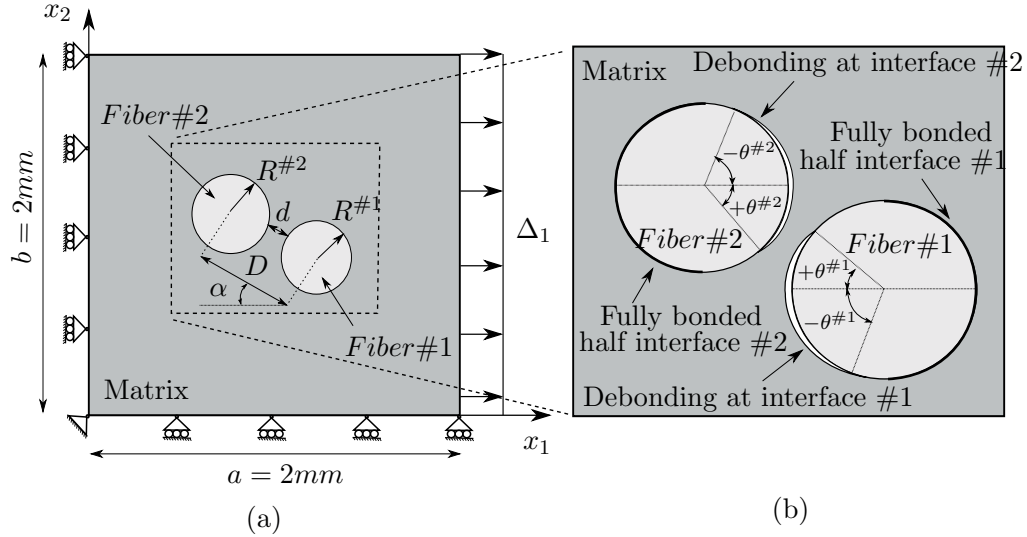 x₂
Fiber#2
R^{#2}
d
R^{#1}
D
α
Fiber#1
Matrix
b = 2mm
Δ₁
x₁
a = 2mm
(a)
Matrix
Debonding at interface #2
Fully bonded
half interface #1
−θ^{#2}
+θ^{#2}
Fiber#2
Fiber#1
+θ^{#1}
−θ^{#1}
Fully bonded
half interface #2
Debonding at interface #1
(b)